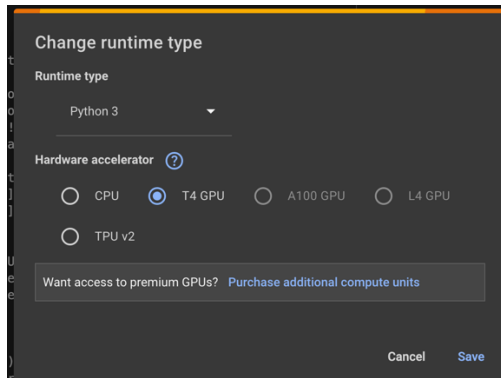 Change runtime type
Runtime type
Python 3
Hardware accelerator ?
CPU T4 GPU A100 GPU L4 GPU
TPU v2
Want access to premium GPUs? Purchase additional compute units
Cancel Save